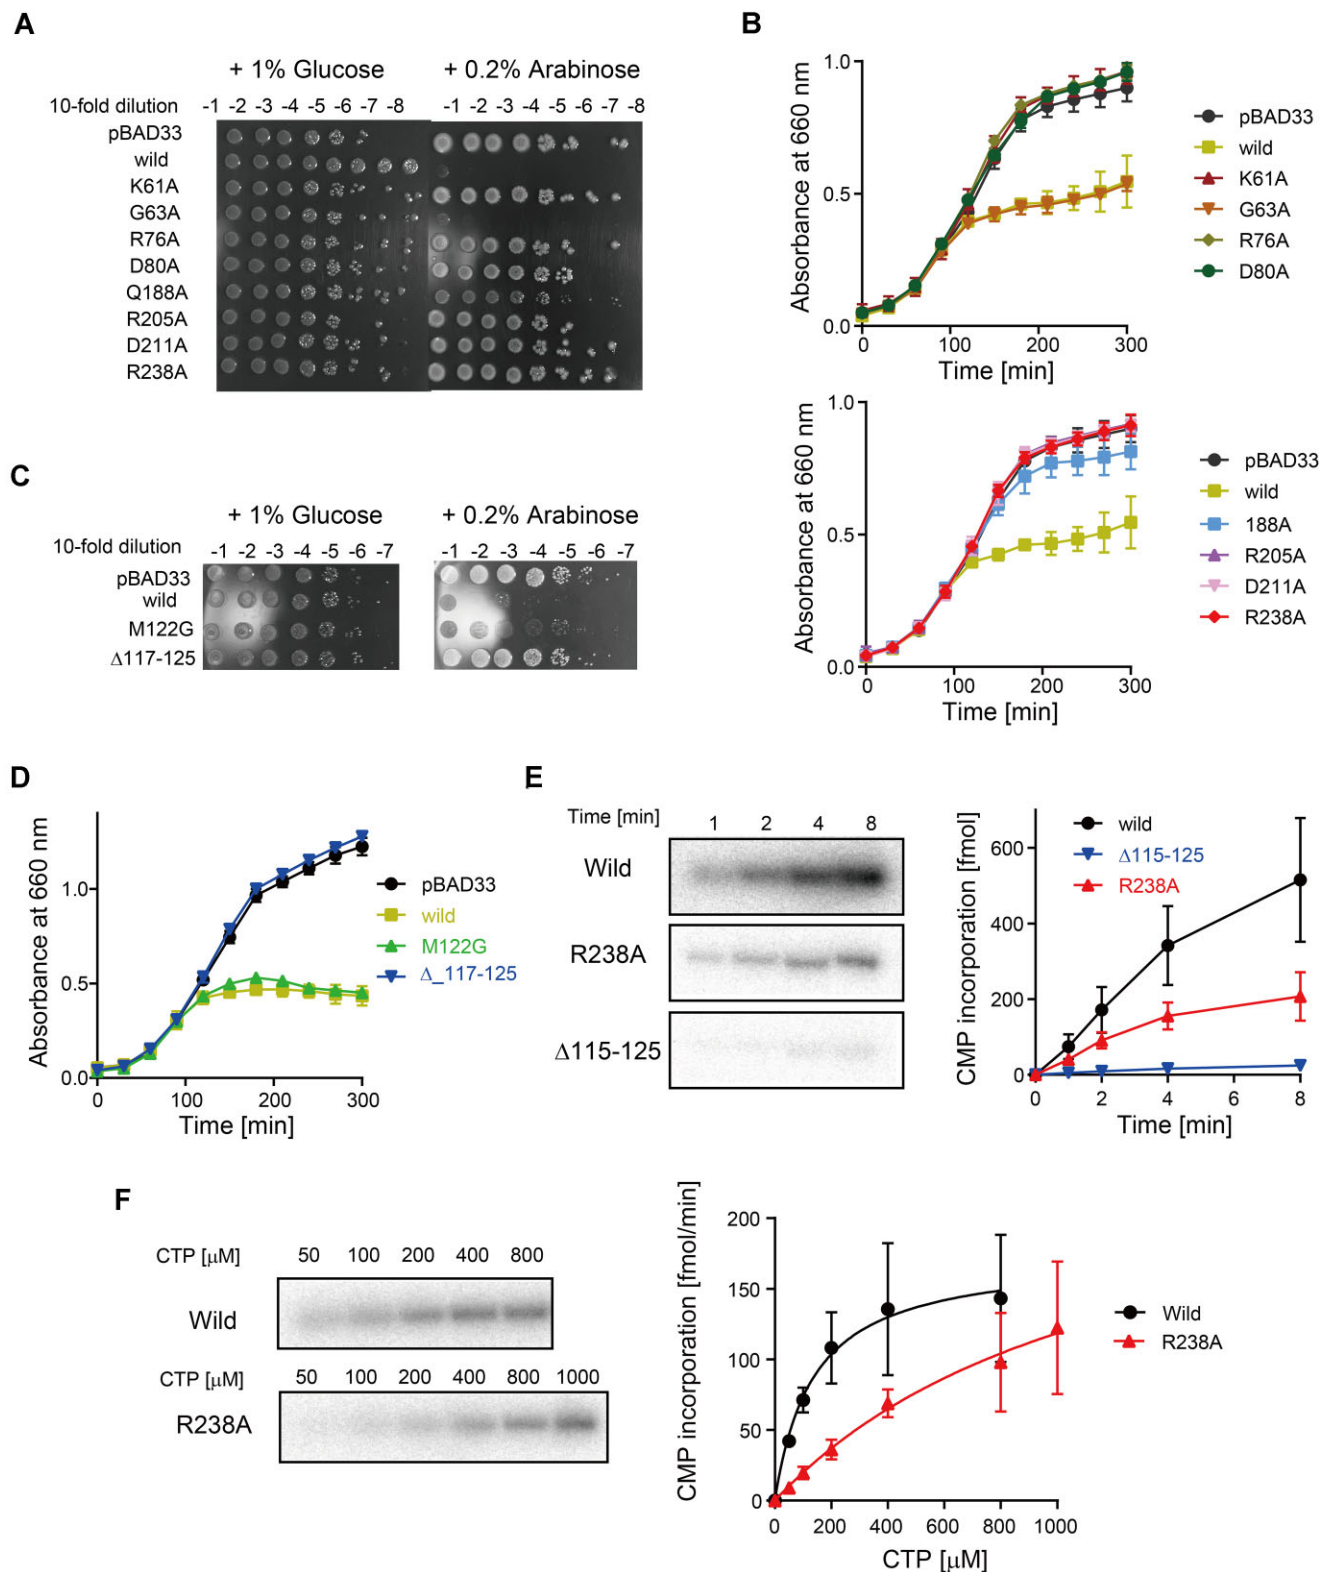 A
+ 1% Glucose
+ 0.2% Arabinose
10-fold dilution
-1 -2 -3 -4 -5 -6 -7 -8
-1 -2 -3 -4 -5 -6 -7 -8
pBAD33
wild
K61A
G63A
R76A
D80A
Q188A
R205A
D211A
R238A
B
Absorbance at 660 nm
1.0
0.5
0.0
0 100 200 300
Time [min]
pBAD33
wild
K61A
G63A
R76A
D80A
Absorbance at 660 nm
1.0
0.5
0.0
0 100 200 300
Time [min]
pBAD33
wild
188A
R205A
D211A
R238A
C
+ 1% Glucose
+ 0.2% Arabinose
10-fold dilution
-1 -2 -3 -4 -5 -6 -7
-1 -2 -3 -4 -5 -6 -7
pBAD33
wild
M122G
Δ117-125
D
Absorbance at 660 nm
1.0
0.5
0.0
0 100 200 300
Time [min]
pBAD33
wild
M122G
Δ_117-125
E
Time [min]
1 2 4 8
Wild
R238A
Δ115-125
CMP incorporation [fmol]
600
400
200
0
0 2 4 6 8
Time [min]
wild
Δ115-125
R238A
F
CTP [μM] 50 100 200 400 800
Wild
CTP [μM] 50 100 200 400 800 1000
R238A
CMP incorporation [fmol/min]
200
150
100
50
0
0 200 400 600 800 1000
CTP [μM]
Wild
R238A